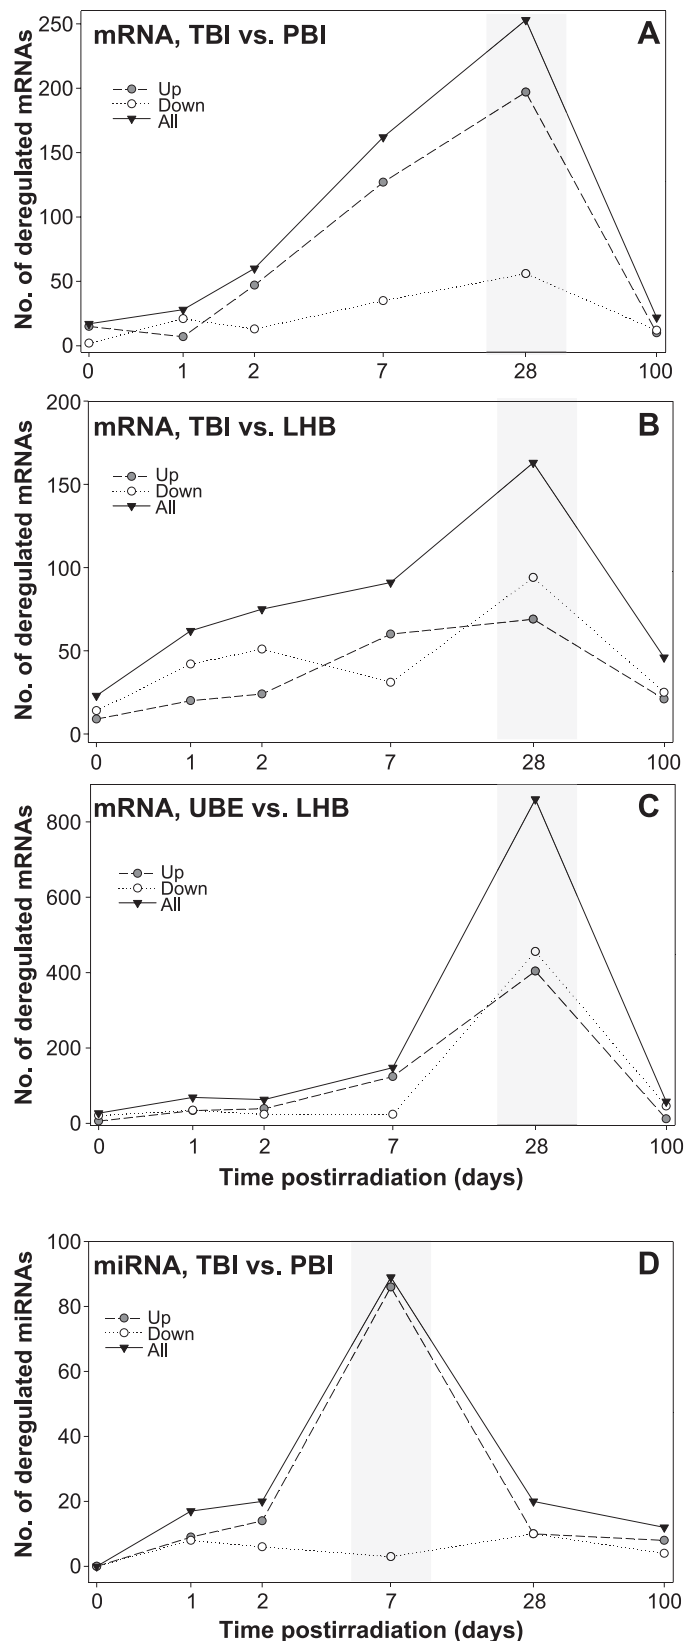 mRNA, TBI vs. PBI
A
Up
Down
All
No. of deregulated mRNAs
250
200
150
100
50
0
0 1 2 7 28 100
mRNA, TBI vs. LHB
B
Up
Down
All
No. of deregulated mRNAs
200
150
100
50
0
0 1 2 7 28 100
mRNA, UBE vs. LHB
C
Up
Down
All
No. of deregulated mRNAs
800
600
400
200
0
0 1 2 7 28 100
Time postirradiation (days)
miRNA, TBI vs. PBI
D
Up
Down
All
No. of deregulated miRNAs
100
80
60
40
20
0
0 1 2 7 28 100
Time postirradiation (days)